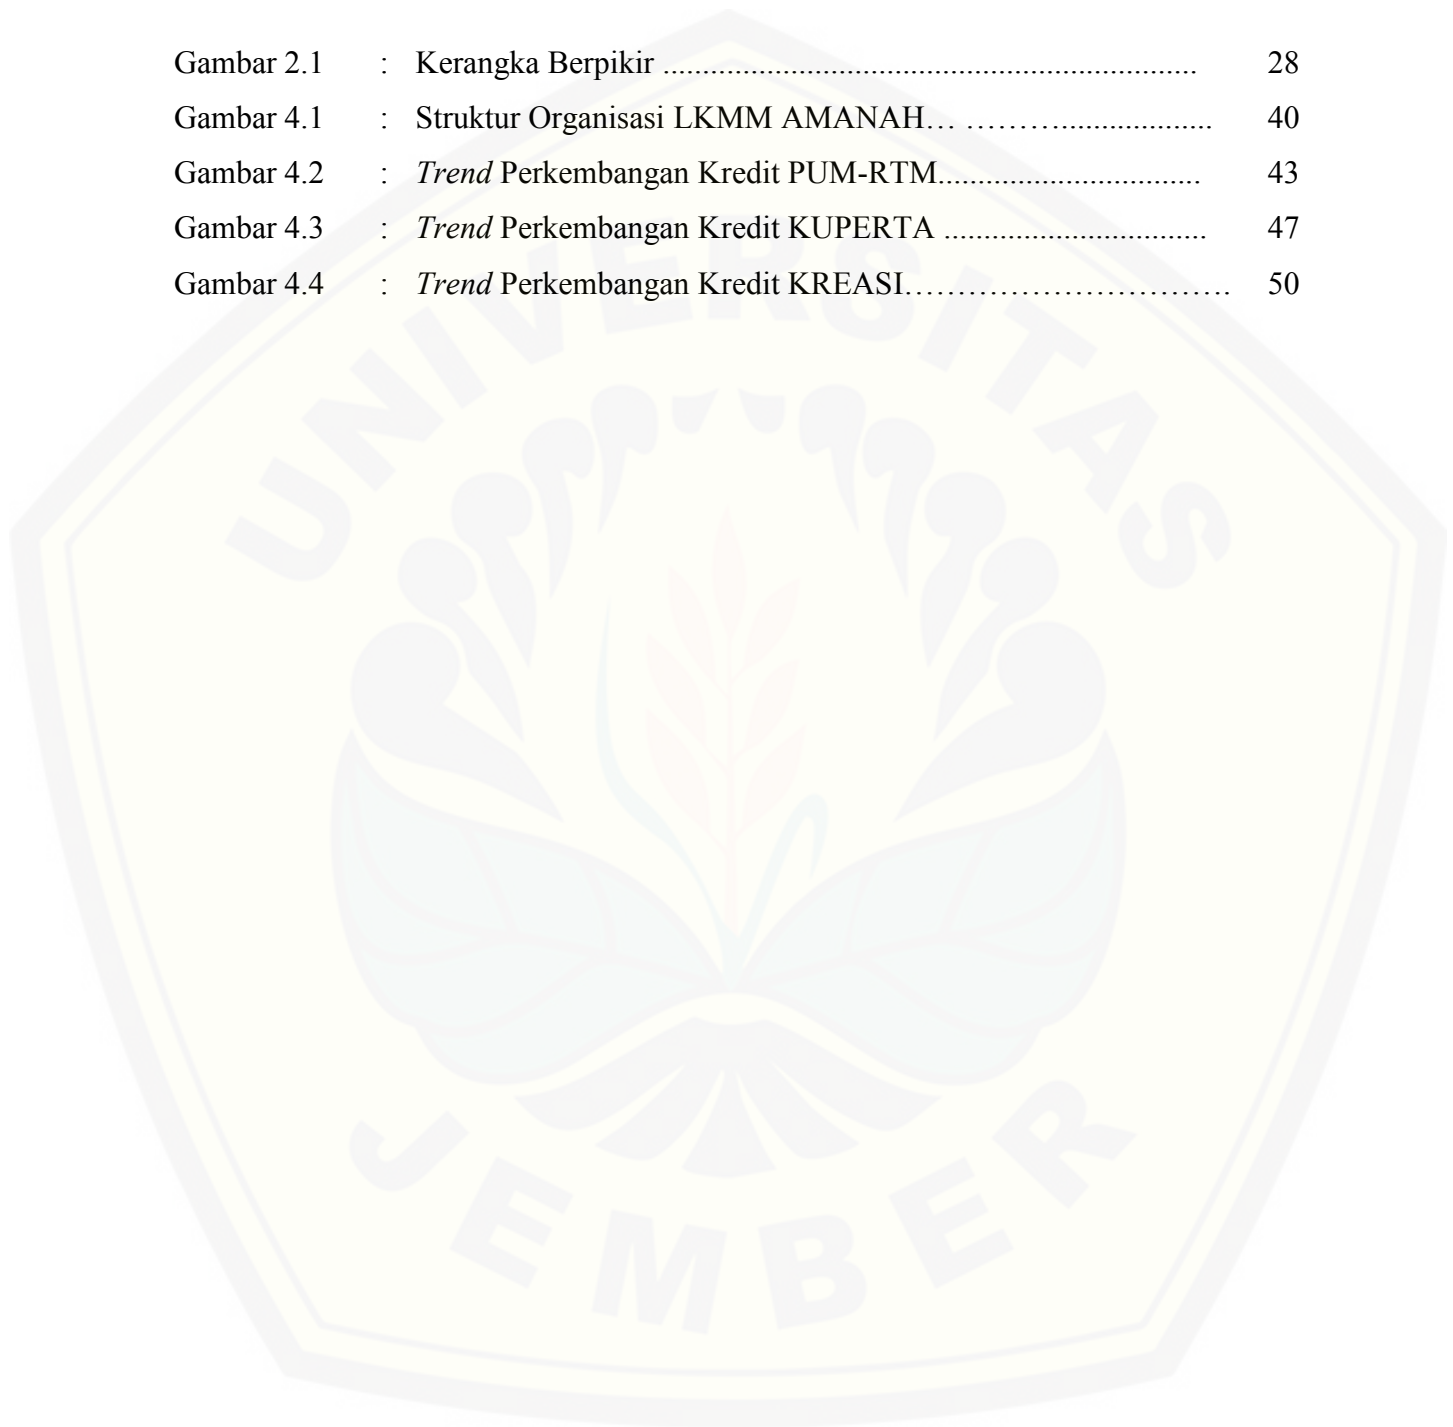 Gambar 2.1 : Kerangka Berpikir .................................................................... 28
Gambar 4.1 : Struktur Organisasi LKMM AMANAH… ………................... 40
Gambar 4.2 : Trend Perkembangan Kredit PUM-RTM................................. 43
Gambar 4.3 : Trend Perkembangan Kredit KUPERTA ................................. 47
Gambar 4.4 : Trend Perkembangan Kredit KREASI…………………………. 50
UNIVERSITAS
JEMBER